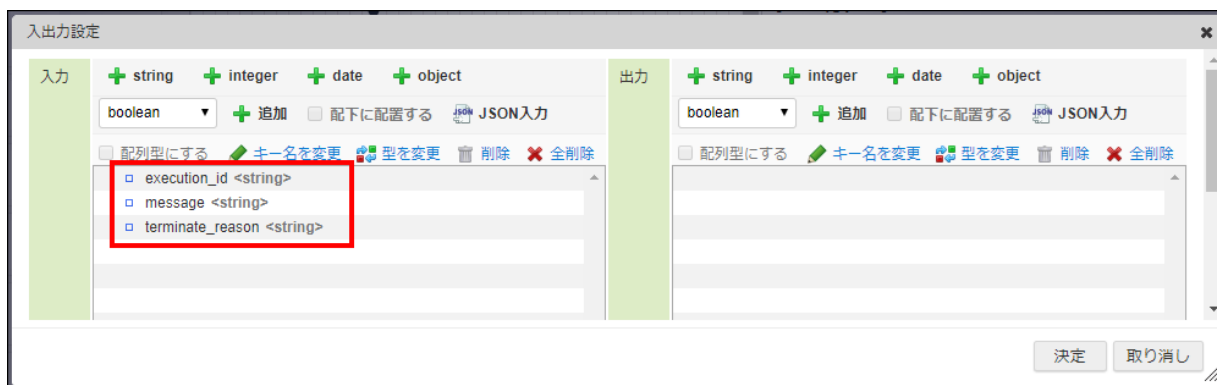 入出力設定
入力
string integer date object
boolean 追加 配下に配置する JSON入力
配列型にする キー名を変更 型を変更 削除 全削除
execution_id <string>
message <string>
terminate_reason <string>
出力
string integer date object
boolean 追加 配下に配置する JSON入力
配列型にする キー名を変更 型を変更 削除 全削除
決定 取り消し